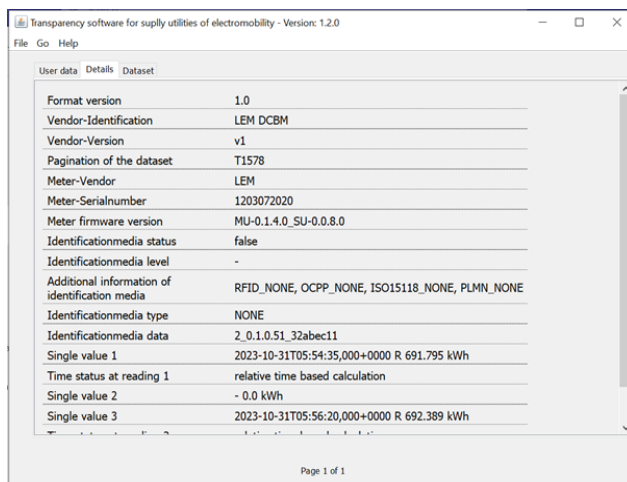 Transparency software for suplly utilities of electromobility - Version: 1.2.0
File Go Help
User data Details Dataset
Format version 1.0
Vendor-Identification LEM DCBM
Vendor-Version v1
Pagination of the dataset T1578
Meter-Vendor LEM
Meter-Serialnumber 1203072020
Meter firmware version MU-0.1.4.0_SU-0.0.8.0
Identificationmedia status false
Identificationmedia level -
Additional information of
identification media RFID_NONE, OCPP_NONE, ISO15118_NONE, PLMN_NONE
Identificationmedia type NONE
Identificationmedia data 2_0.1.0.51_32abec11
Single value 1 2023-10-31T05:54:35,000+0000 R 691.795 kWh
Time status at reading 1 relative time based calculation
Single value 2 - 0.0 kWh
Single value 3 2023-10-31T05:56:20,000+0000 R 692.389 kWh
Page 1 of 1